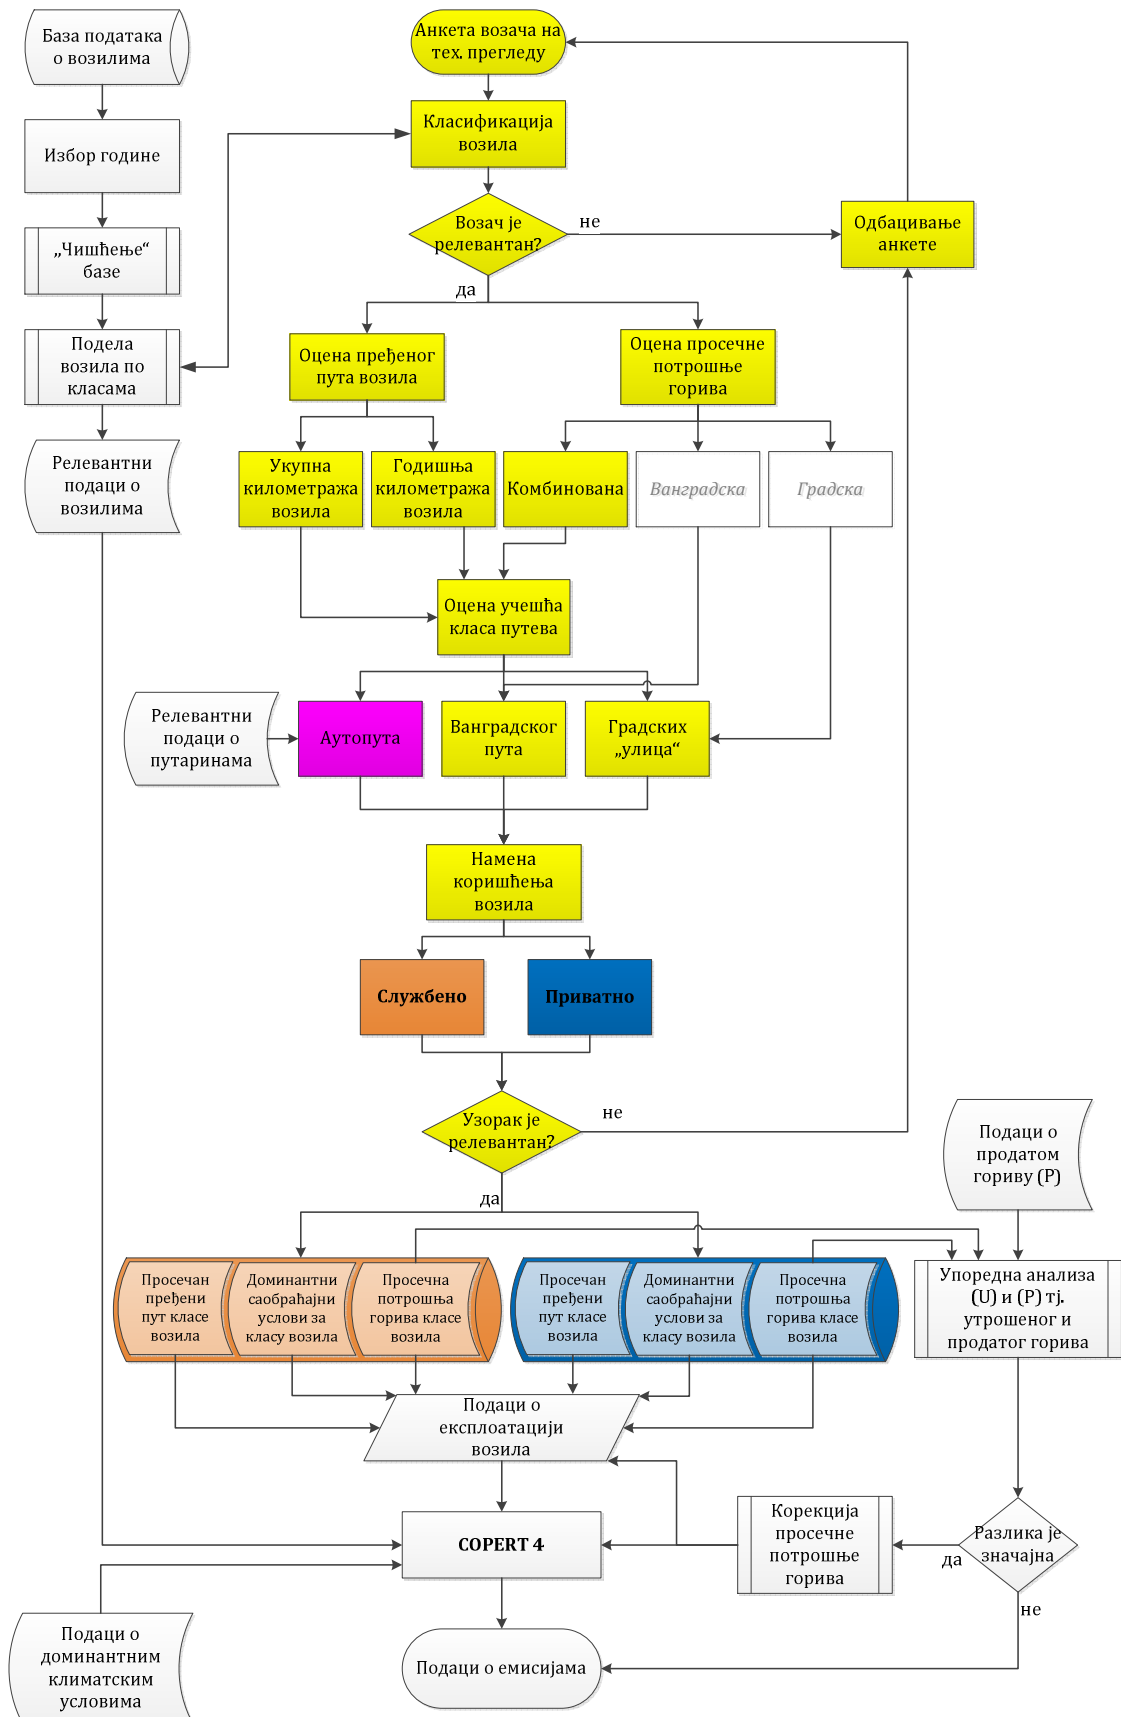 База података
о возилима
Анкета возача на
тех. прегледу
Избор године
Класификација
возила
„Чишћење“
базе
Возач је
релевантан?
не
Одбацивање
анкете
да
Подела
возила по
класама
Оцена пређеног
пута возила
Оцена просечне
потрошње
горива
Релевантни
подаци о
возилима
Укупна
километража
возила
Годишња
километража
возила
Комбинована
Ванградска
Градска
Оцена учешћа
класа путева
Релевантни
подаци о
путаринама
Аутопута
Ванградског
пута
Градских
„улица“
Намена
коришћења
возила
Службено
Приватно
Узорак је
релевантан?
не
да
Подаци о
продатом
гориву (P)
Просечан
пређени
пут класе
возила
Доминантни
саобраћајни
услови за
класу возила
Просечна
потрошња
горива класе
возила
Просечан
пређени
пут класе
возила
Доминантни
саобраћајни
услови за
класу возила
Просечна
потрошња
горива класе
возила
Упоредна анализа
(U) и (P) тј.
утрошеног и
продатог горива
Подаци о
експлоатацији
возила
COPERT 4
Корекција
просечне
потрошње
горива
Разлика је
значајна
да
не
Подаци о
доминантним
климатским
условима
Подаци о емисијама